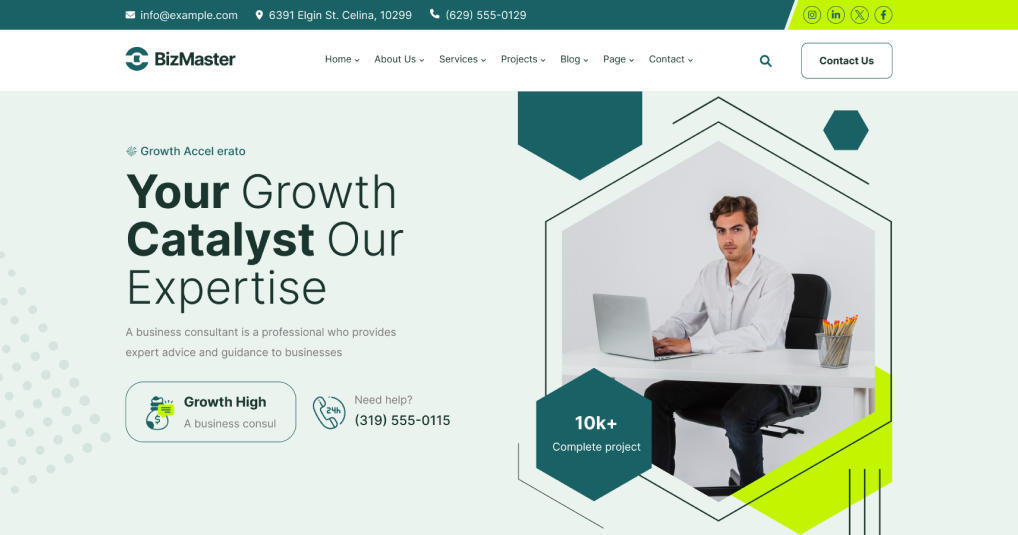 info@example.com
6391 Elgin St. Celina, 10299
(629) 555-0129
BizMaster
Home
About Us
Services
Projects
Blog
Page
Contact
Contact Us
Growth Accel erato
Your Growth
Catalyst Our
Expertise
A business consultant is a professional who provides
expert advice and guidance to businesses
Growth High
A business consul
24h
Need help?
(319) 555-0115
10k+
Complete project